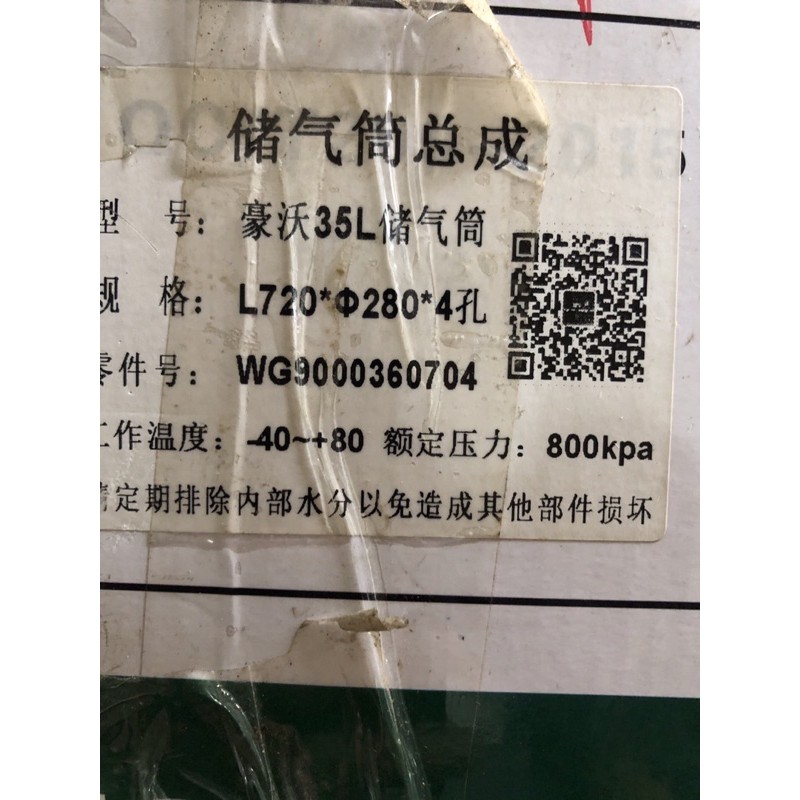 储气筒总成
型 号：豪沃35L储气筒
规 格：L720*Φ280*4孔
零件号：WG9000360704
工作温度：-40~+80 额定压力：800kpa
请定期排除内部水分以免造成其他部件损坏